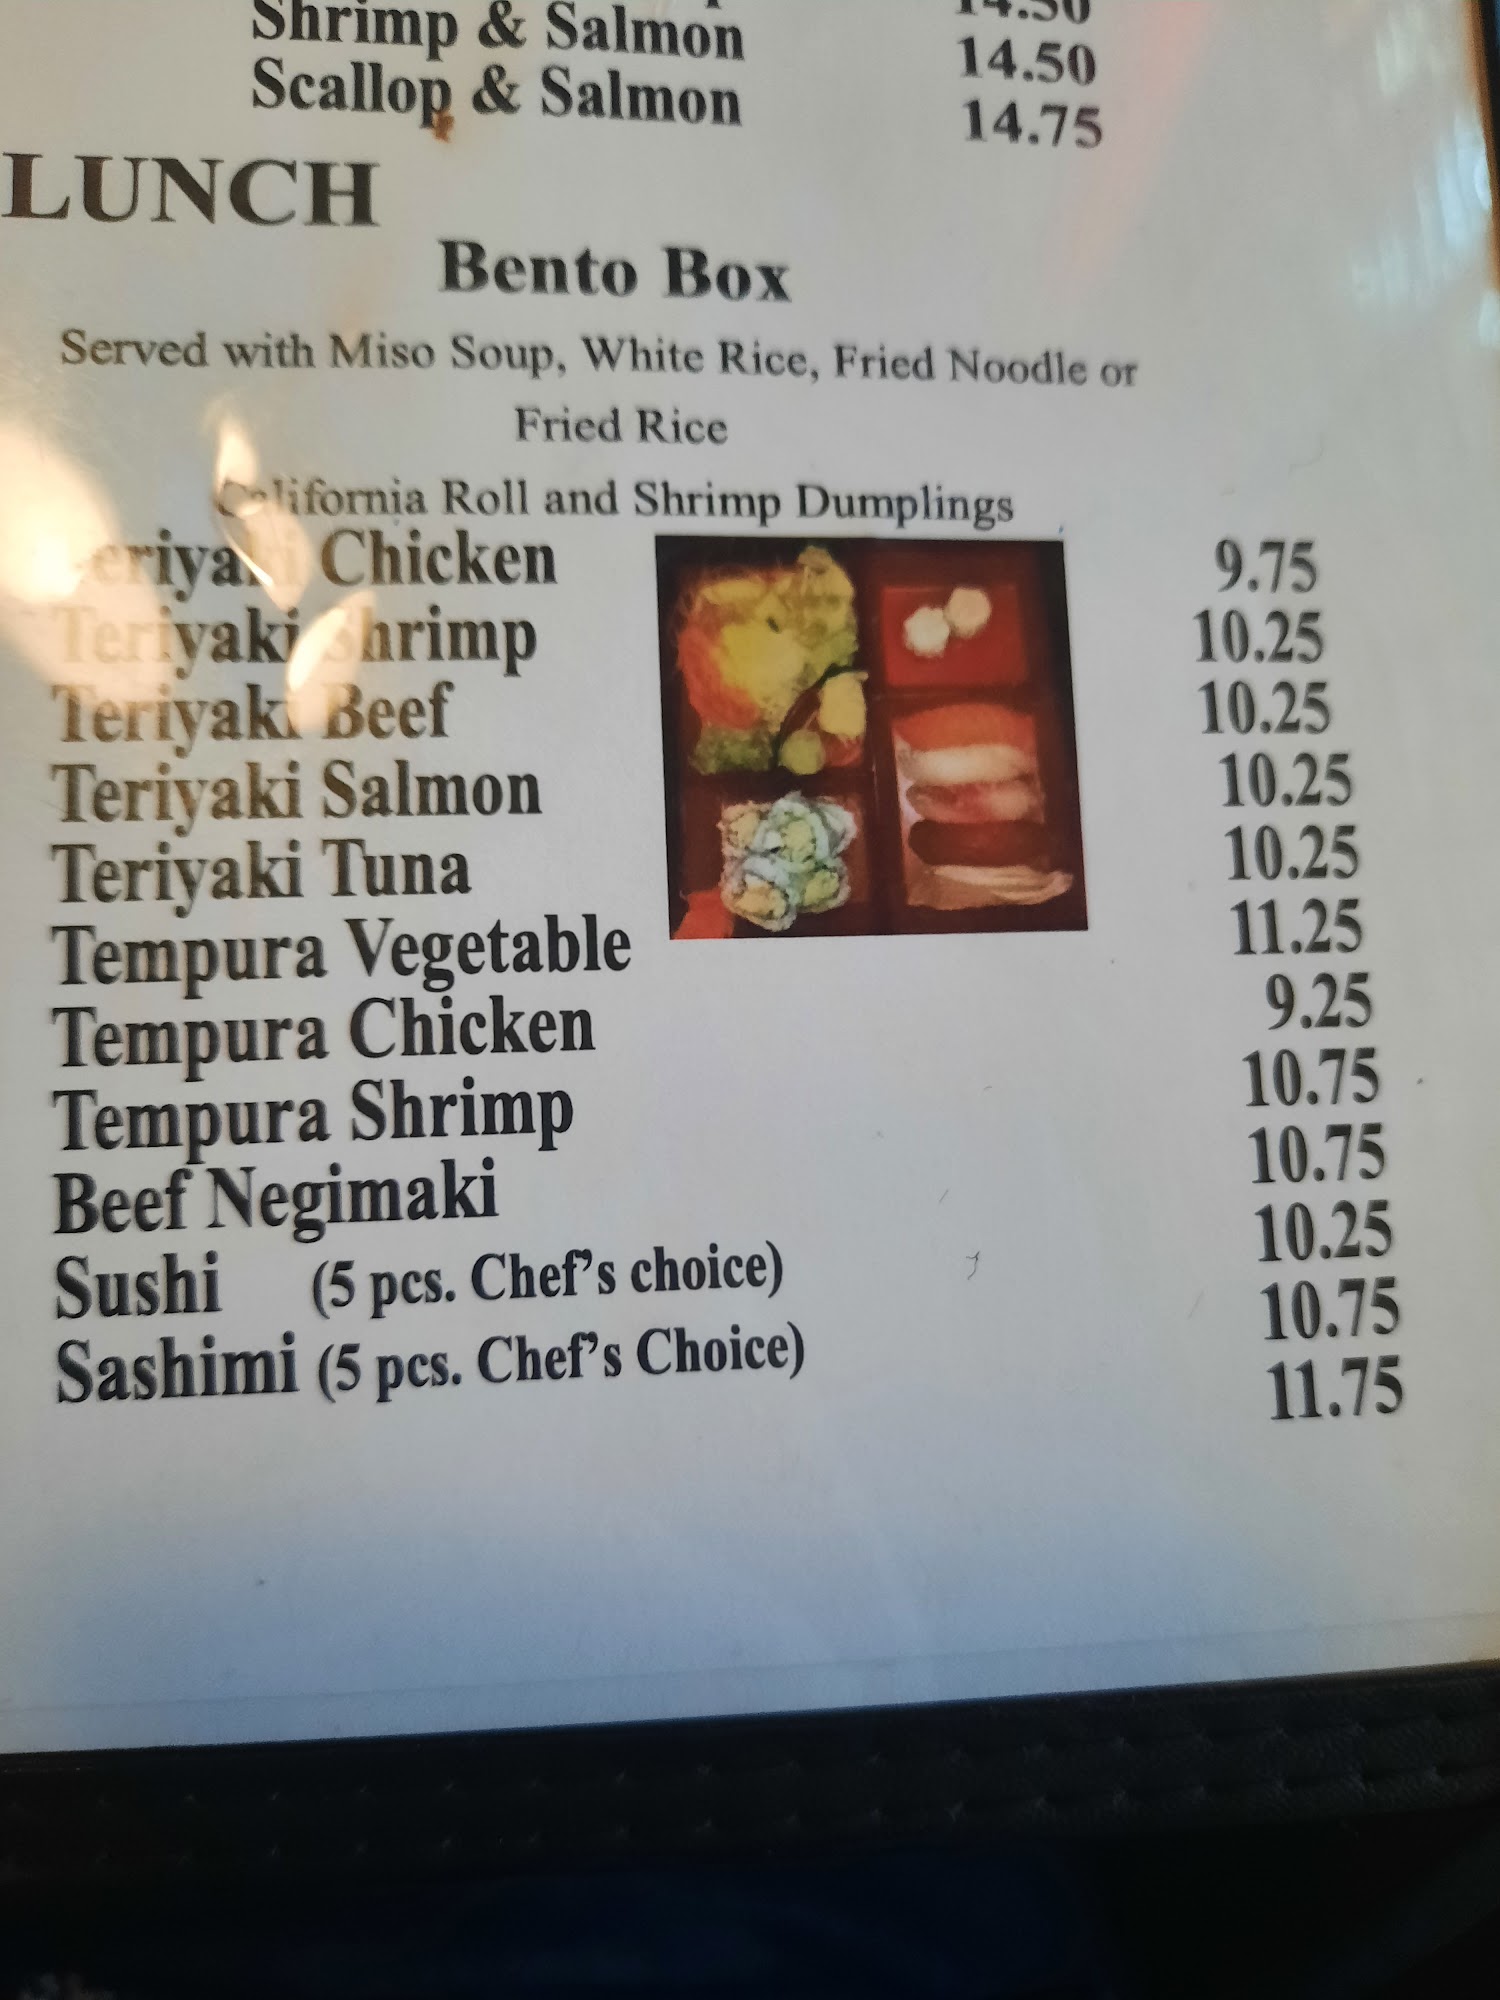 14.50
Shrimp & Salmon 14.50
Scallop & Salmon 14.75
LUNCH
Bento Box
Served with Miso Soup, White Rice, Fried Noodle or
Fried Rice
California Roll and Shrimp Dumplings
Teriyaki Chicken
Teriyaki Shrimp
Teriyaki Beef
Teriyaki Salmon
Teriyaki Tuna
Tempura Vegetable
Tempura Chicken
Tempura Shrimp
Beef Negimaki
Sushi (5 pcs. Chef's choice)
Sashimi (5 pcs. Chef's Choice)
9.75
10.25
10.25
10.25
10.25
11.25
9.25
10.75
10.75
10.25
10.75
11.75